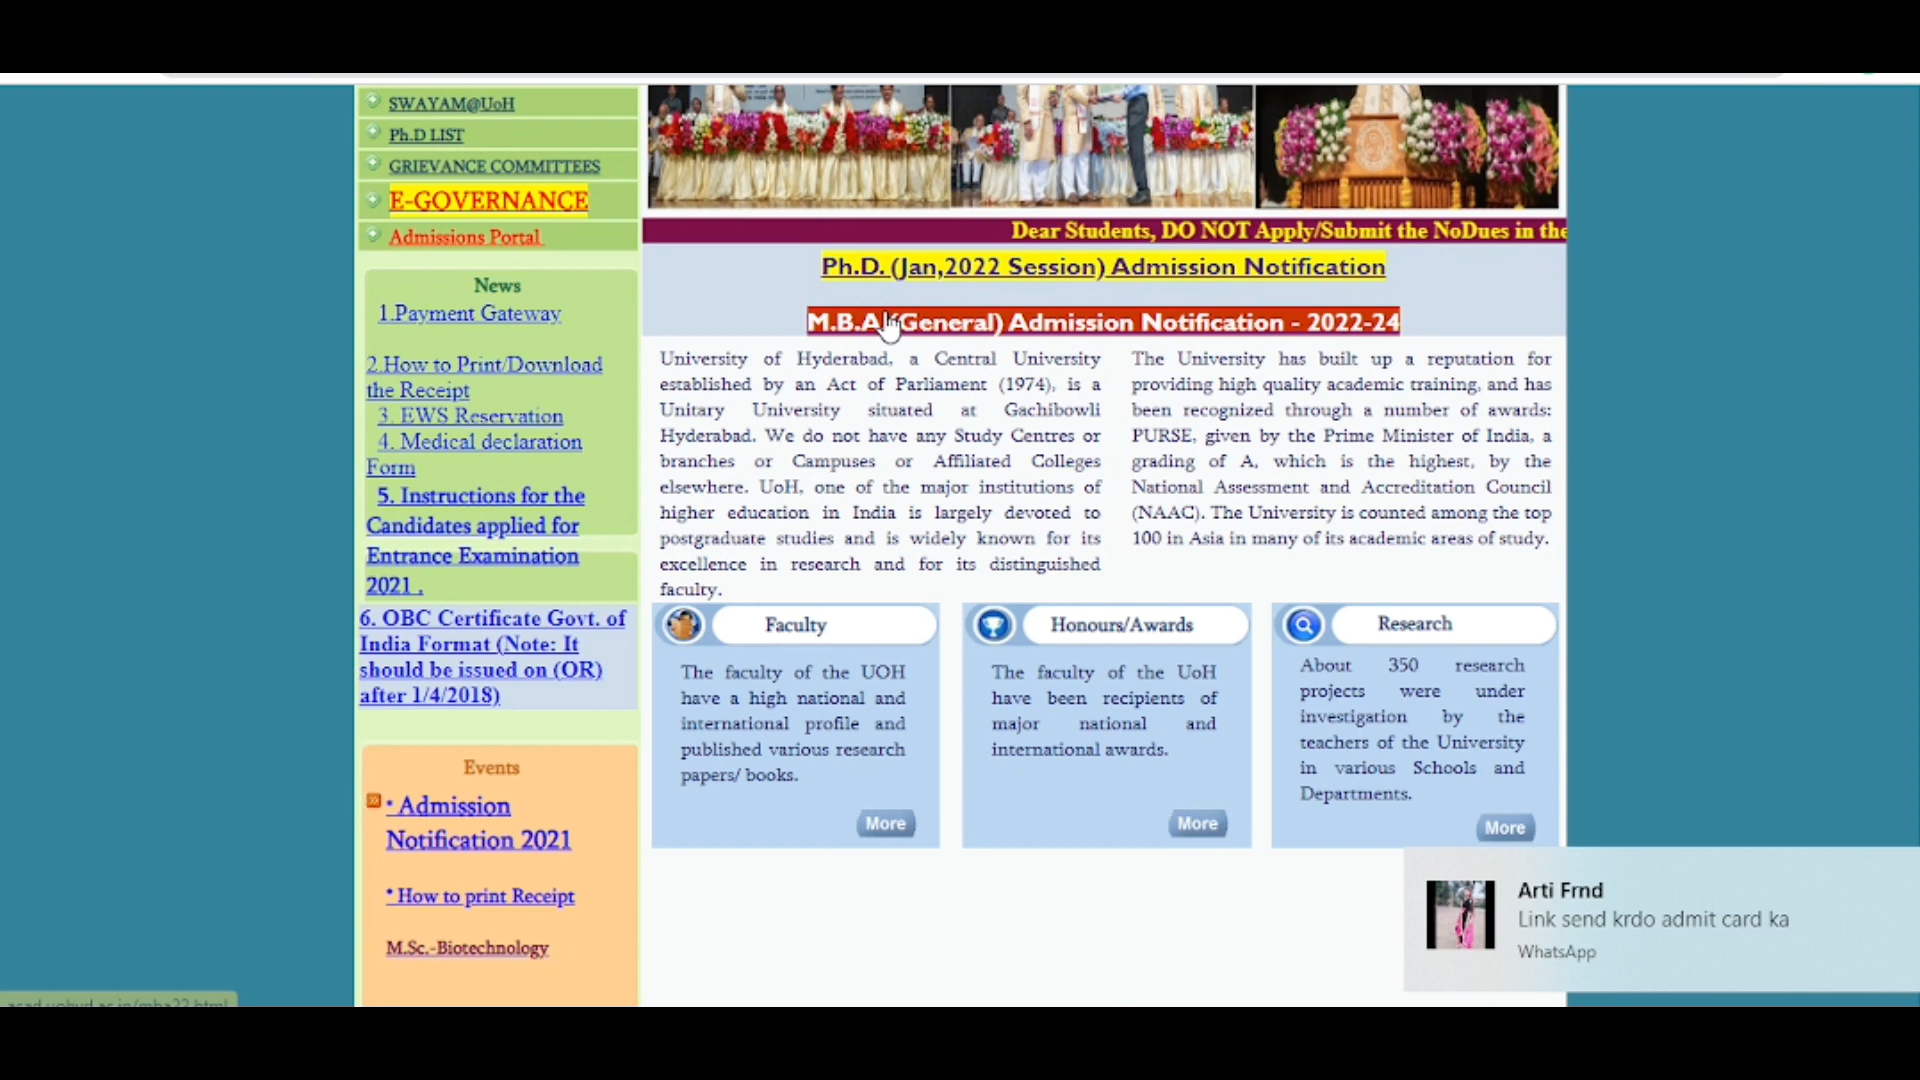 SWAYAM@UoH
Ph.D LIST
GRIEVANCE COMMITTEES
E-GOVERNANCE
Admissions Portal
News
1.Payment Gateway
2.How to Print/Download
the Receipt
3. EWS Reservation
4. Medical declaration
Form
5. Instructions for the
Candidates applied for
Entrance Examination
2021 .
6. OBC Certificate Govt. of
India Format (Note: It
should be issued on (OR)
after 1/4/2018)
Events
* Admission
Notification 2021
* How to print Receipt
M.Sc.-Biotechnology
Dear Students, DO NOT Apply/Submit the NoDues in the
Ph.D. (Jan,2022 Session) Admission Notification
M.B.A (General) Admission Notification - 2022-24
University of Hyderabad, a Central University
established by an Act of Parliament (1974), is a
Unitary University situated at Gachibowli
Hyderabad. We do not have any Study Centres or
branches or Campuses or Affiliated Colleges
elsewhere. UoH, one of the major institutions of
higher education in India is largely devoted to
postgraduate studies and is widely known for its
excellence in research and for its distinguished
faculty.
The University has built up a reputation for
providing high quality academic training, and has
been recognized through a number of awards:
PURSE, given by the Prime Minister of India, a
grading of A, which is the highest, by the
National Assessment and Accreditation Council
(NAAC). The University is counted among the top
100 in Asia in many of its academic areas of study.
Faculty
The faculty of the UOH
have a high national and
international profile and
published various research
papers/ books.
More
Honours/Awards
The faculty of the UoH
have been recipients of
major national and
international awards.
More
Research
About 350 research
projects were under
investigation by the
teachers of the University
in various Schools and
Departments.
More
Arti Frnd
Link send krdo admit card ka
WhatsApp
acad.uohyd.ac.in/mba22.html